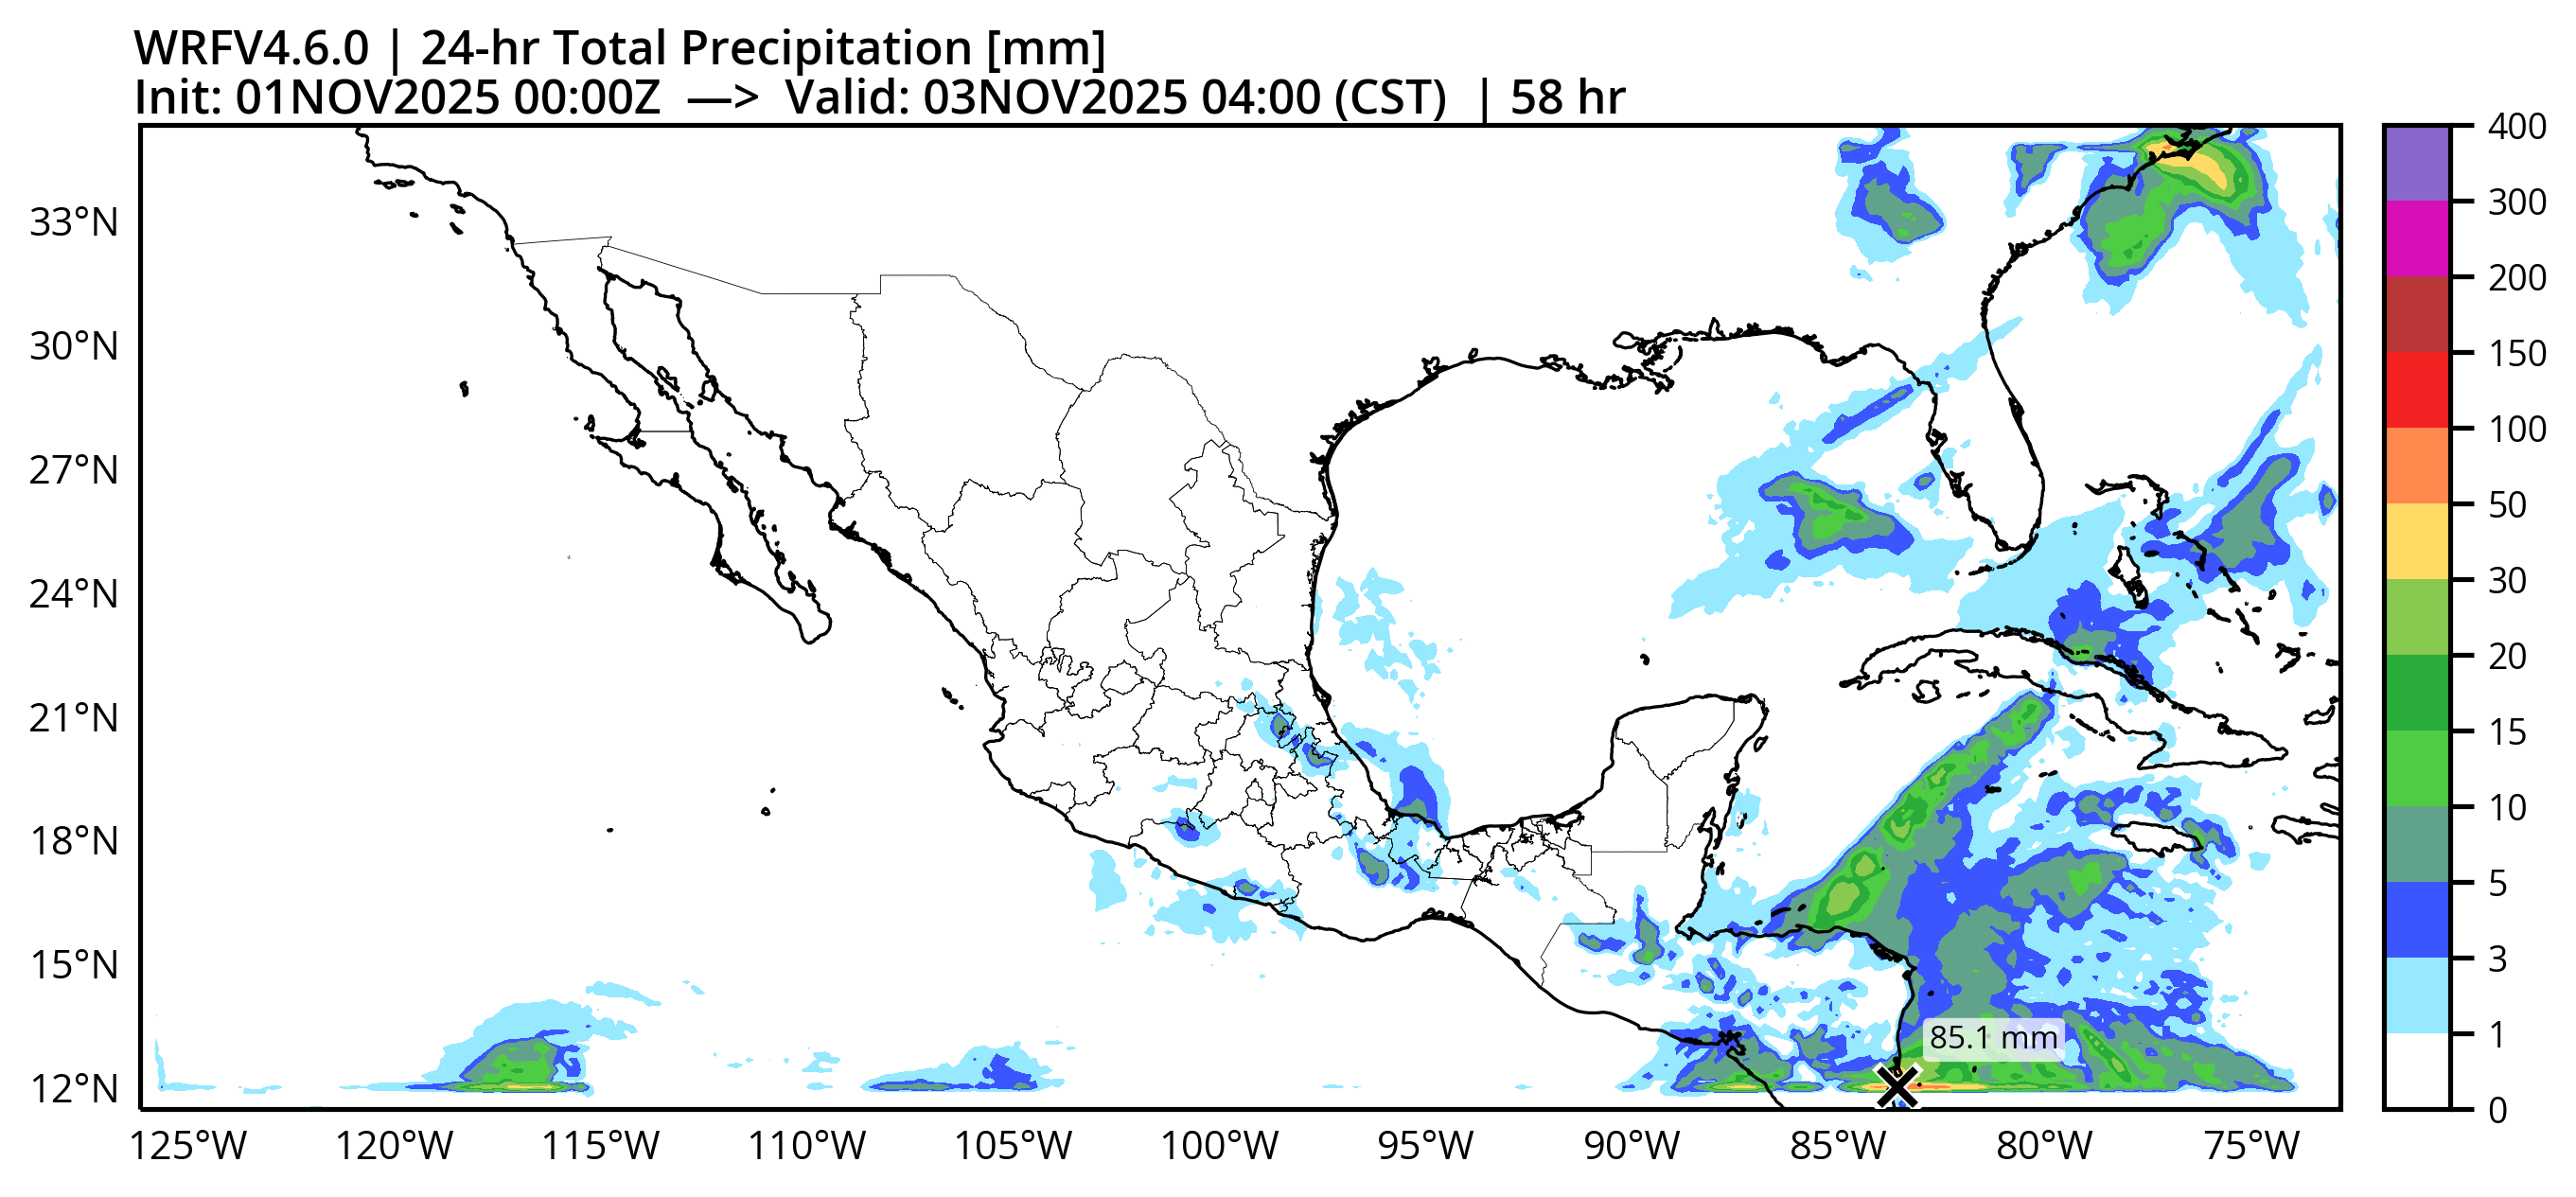 WRFV4.6.0 | 24-hr Total Precipitation [mm]
Init: 01NOV2025 00:00Z —> Valid: 03NOV2025 04:00 (CST) | 58 hr
33°N
30°N
27°N
24°N
21°N
18°N
15°N
12°N
125°W 120°W 115°W 110°W 105°W 100°W 95°W 90°W 85°W 80°W 75°W
85.1 mm
400
300
200
150
100
50
30
20
15
10
5
3
1
0